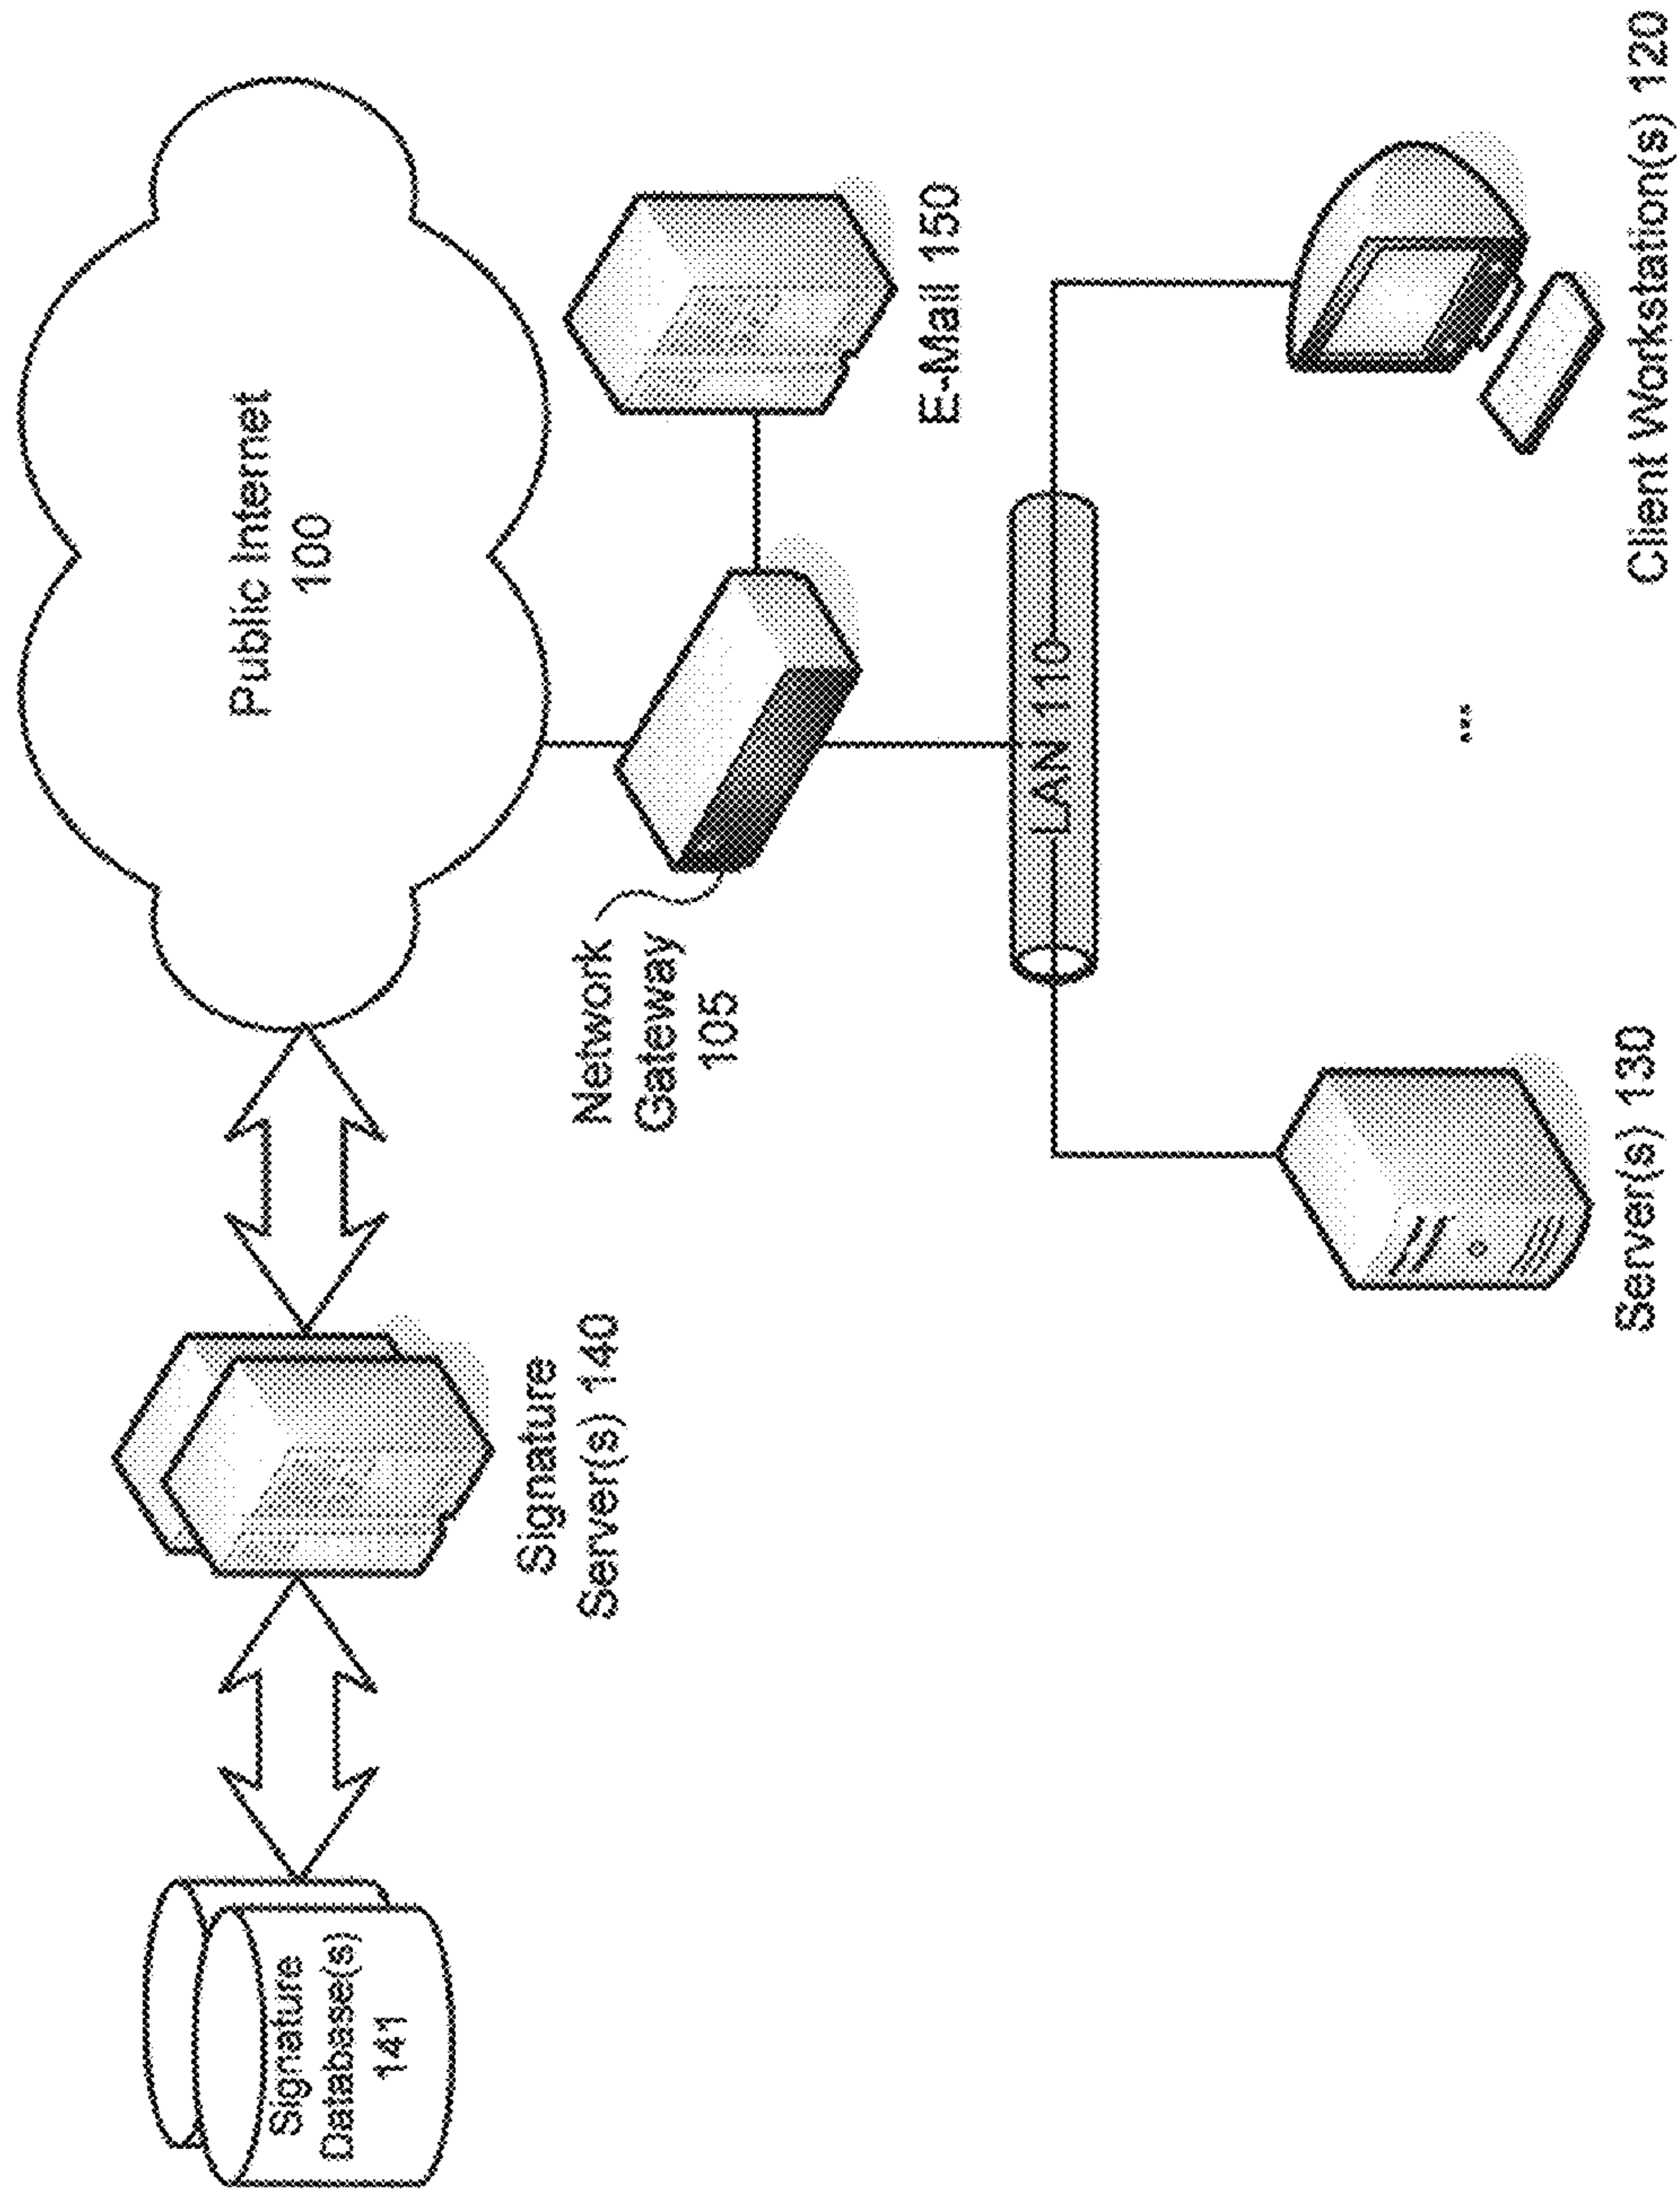 Public Internet
100
Signature
Database(s)
141
Signature
Server(s) 140
Network
Gateway
105
E-Mail 150
LAN 110
...
Server(s) 130
Client Workstation(s) 120